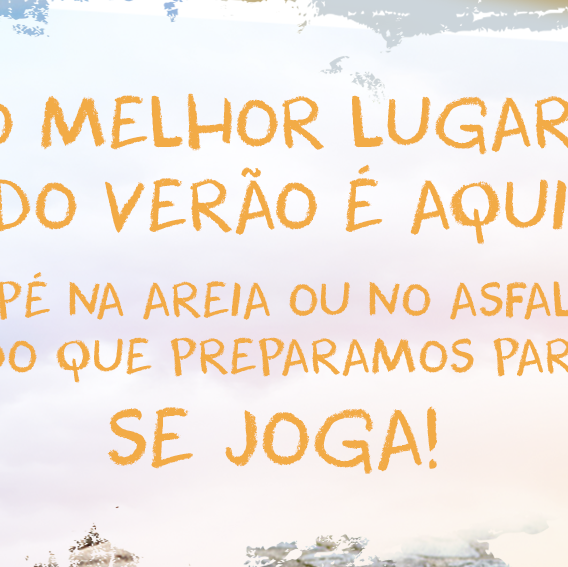 O MELHOR LUGAR
DO VERÃO É AQUI
PÉ NA AREIA OU NO ASFAL
DO QUE PREPARAMOS PAR
SE JOGA!